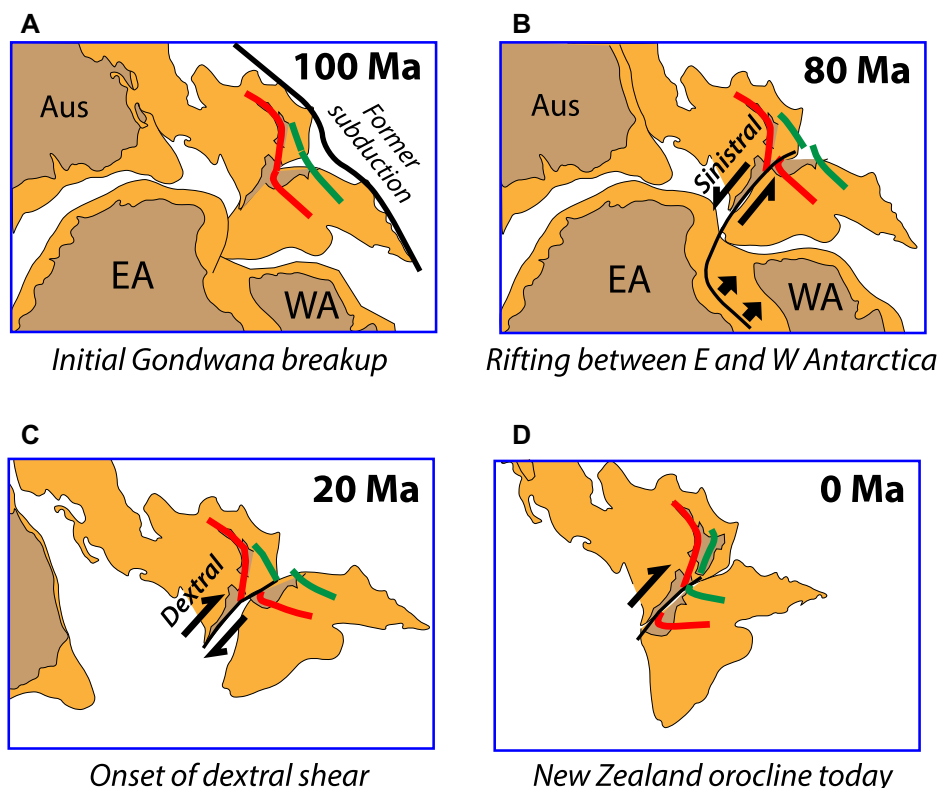 A
100 Ma
Aus
Former
subduction
EA
WA
Initial Gondwana breakup
B
80 Ma
Aus
Sinistral
EA
WA
Rifting between E and W Antarctica
C
20 Ma
Dextral
Onset of dextral shear
D
0 Ma
New Zealand orocline today